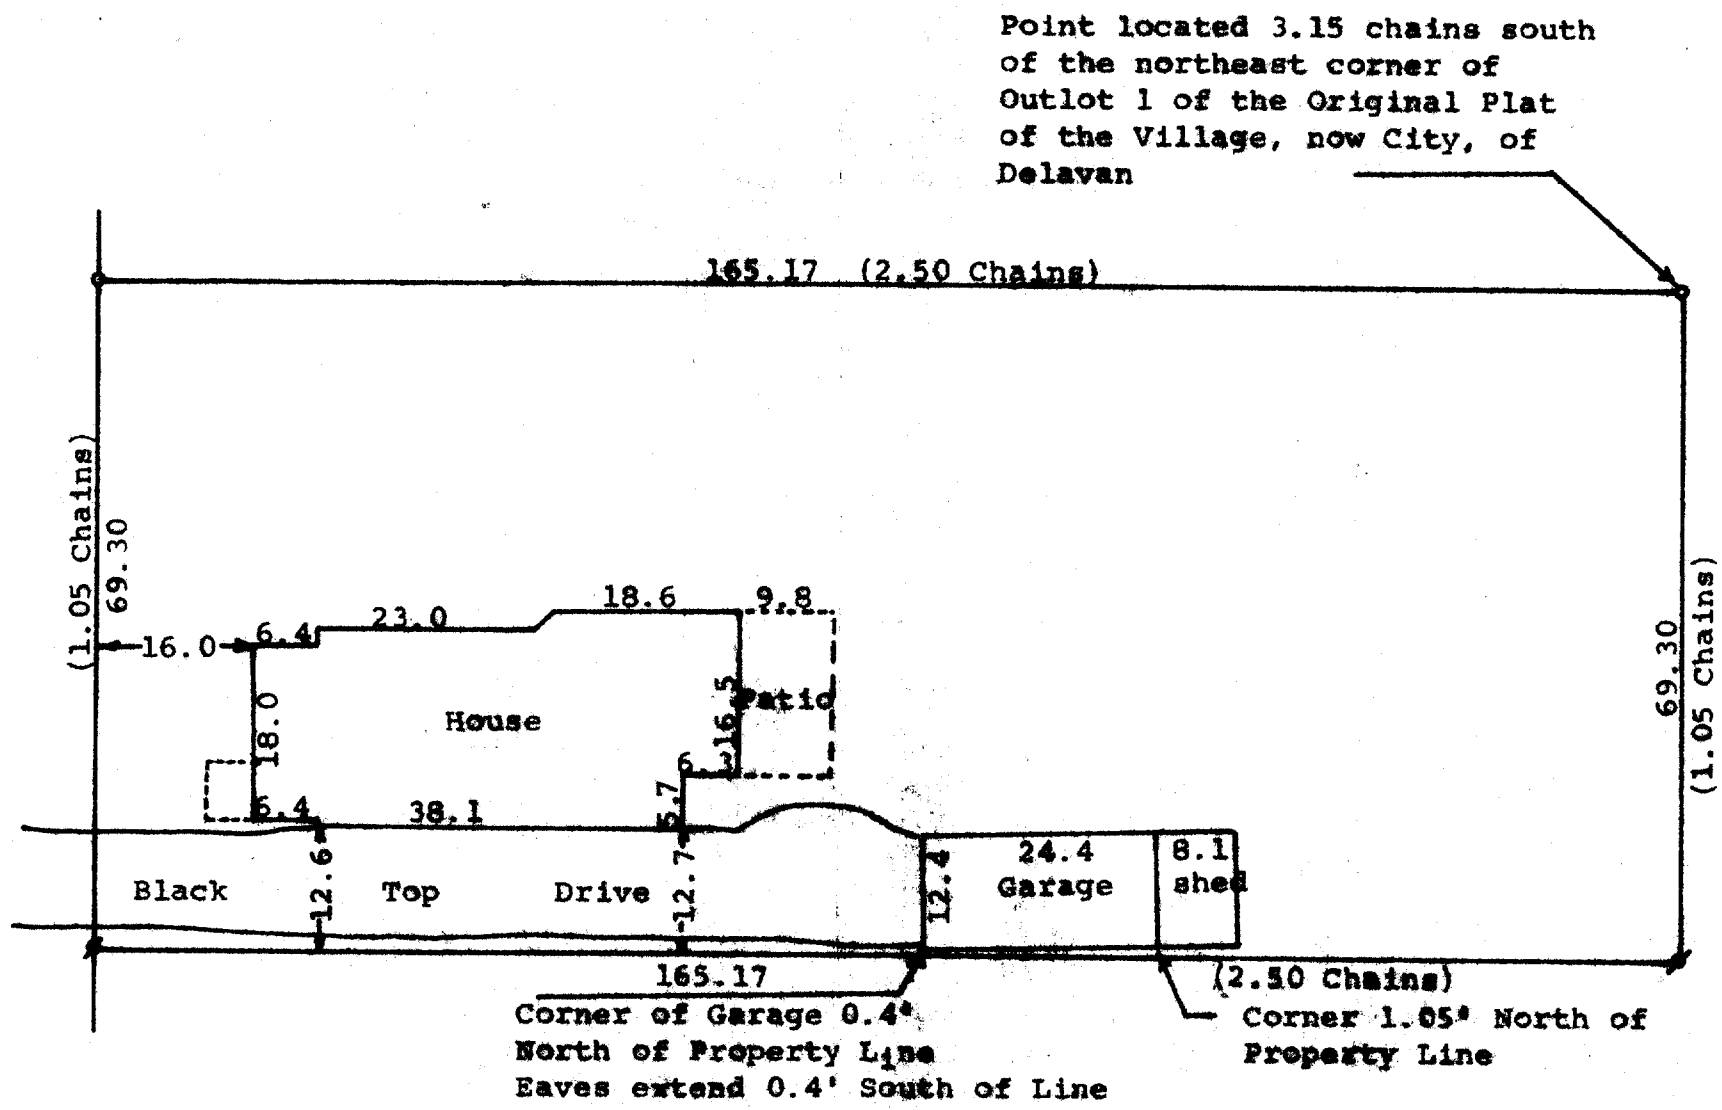 Point located 3.15 chains south
of the northeast corner of
Outlot 1 of the Original Plat
of the Village, now City, of
Delavan
165.17 (2.50 Chains)
(1.05 Chains)
69.30
69.30
(1.05 Chains)
16.0
6.4
23.0
18.6
9.8
18.0
House
16.5
Patio
6.3
5.7
6.4
38.1
12.6
12.7
Black Top Drive
12.4
24.4
Garage
8.1
shed
165.17
(2.50 Chains)
Corner of Garage 0.4'
North of Property Line
Eaves extend 0.4' South of Line
Corner 1.05' North of
Property Line